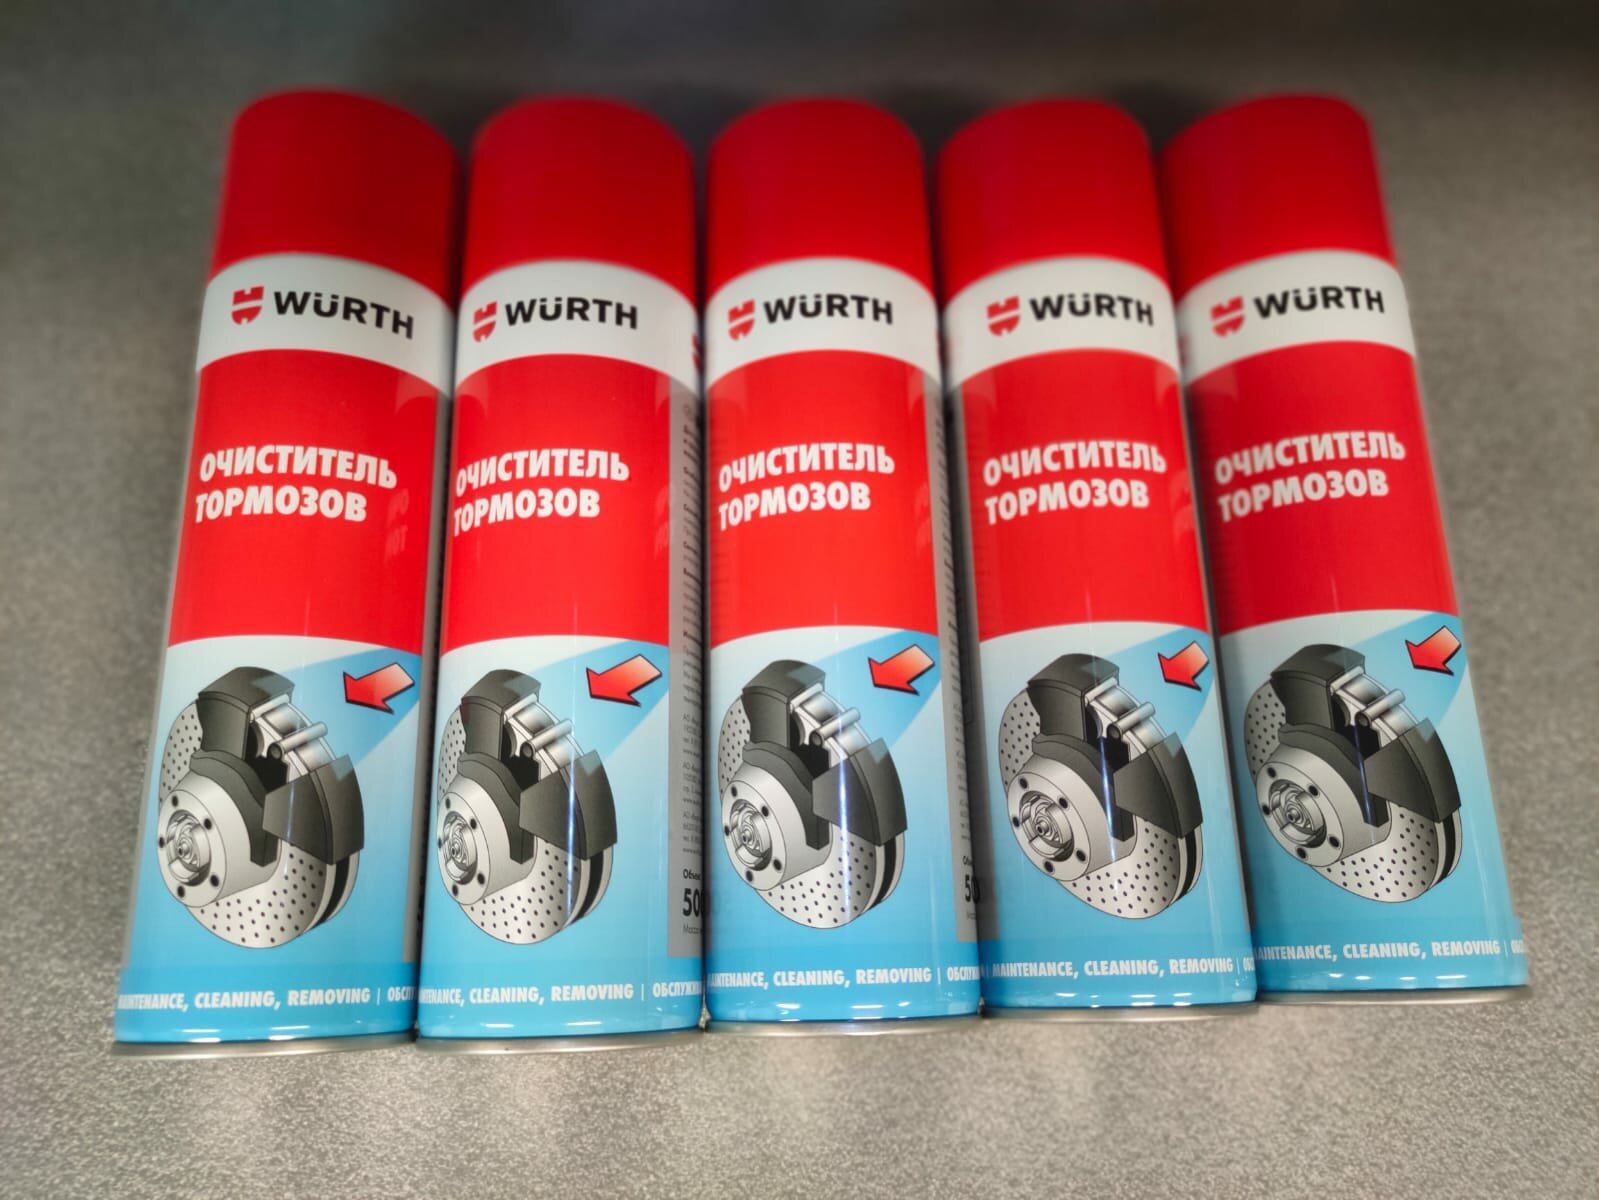 WÜRTH
ОЧИСТИТЕЛЬ
ТОРМОЗОВ
MAINTENANCE, CLEANING, REMOVING |
WÜRTH
ОЧИСТИТЕЛЬ
ТОРМОЗОВ
MAINTENANCE, CLEANING, REMOVING |
WÜRTH
ОЧИСТИТЕЛЬ
ТОРМОЗОВ
MAINTENANCE, CLEANING, REMOVING |
WÜRTH
ОЧИСТИТЕЛЬ
ТОРМОЗОВ
MAINTENANCE, CLEANING, REMOVING |
WÜRTH
ОЧИСТИТЕЛЬ
ТОРМОЗОВ
MAINTENANCE, CLEANING, REMOVING |